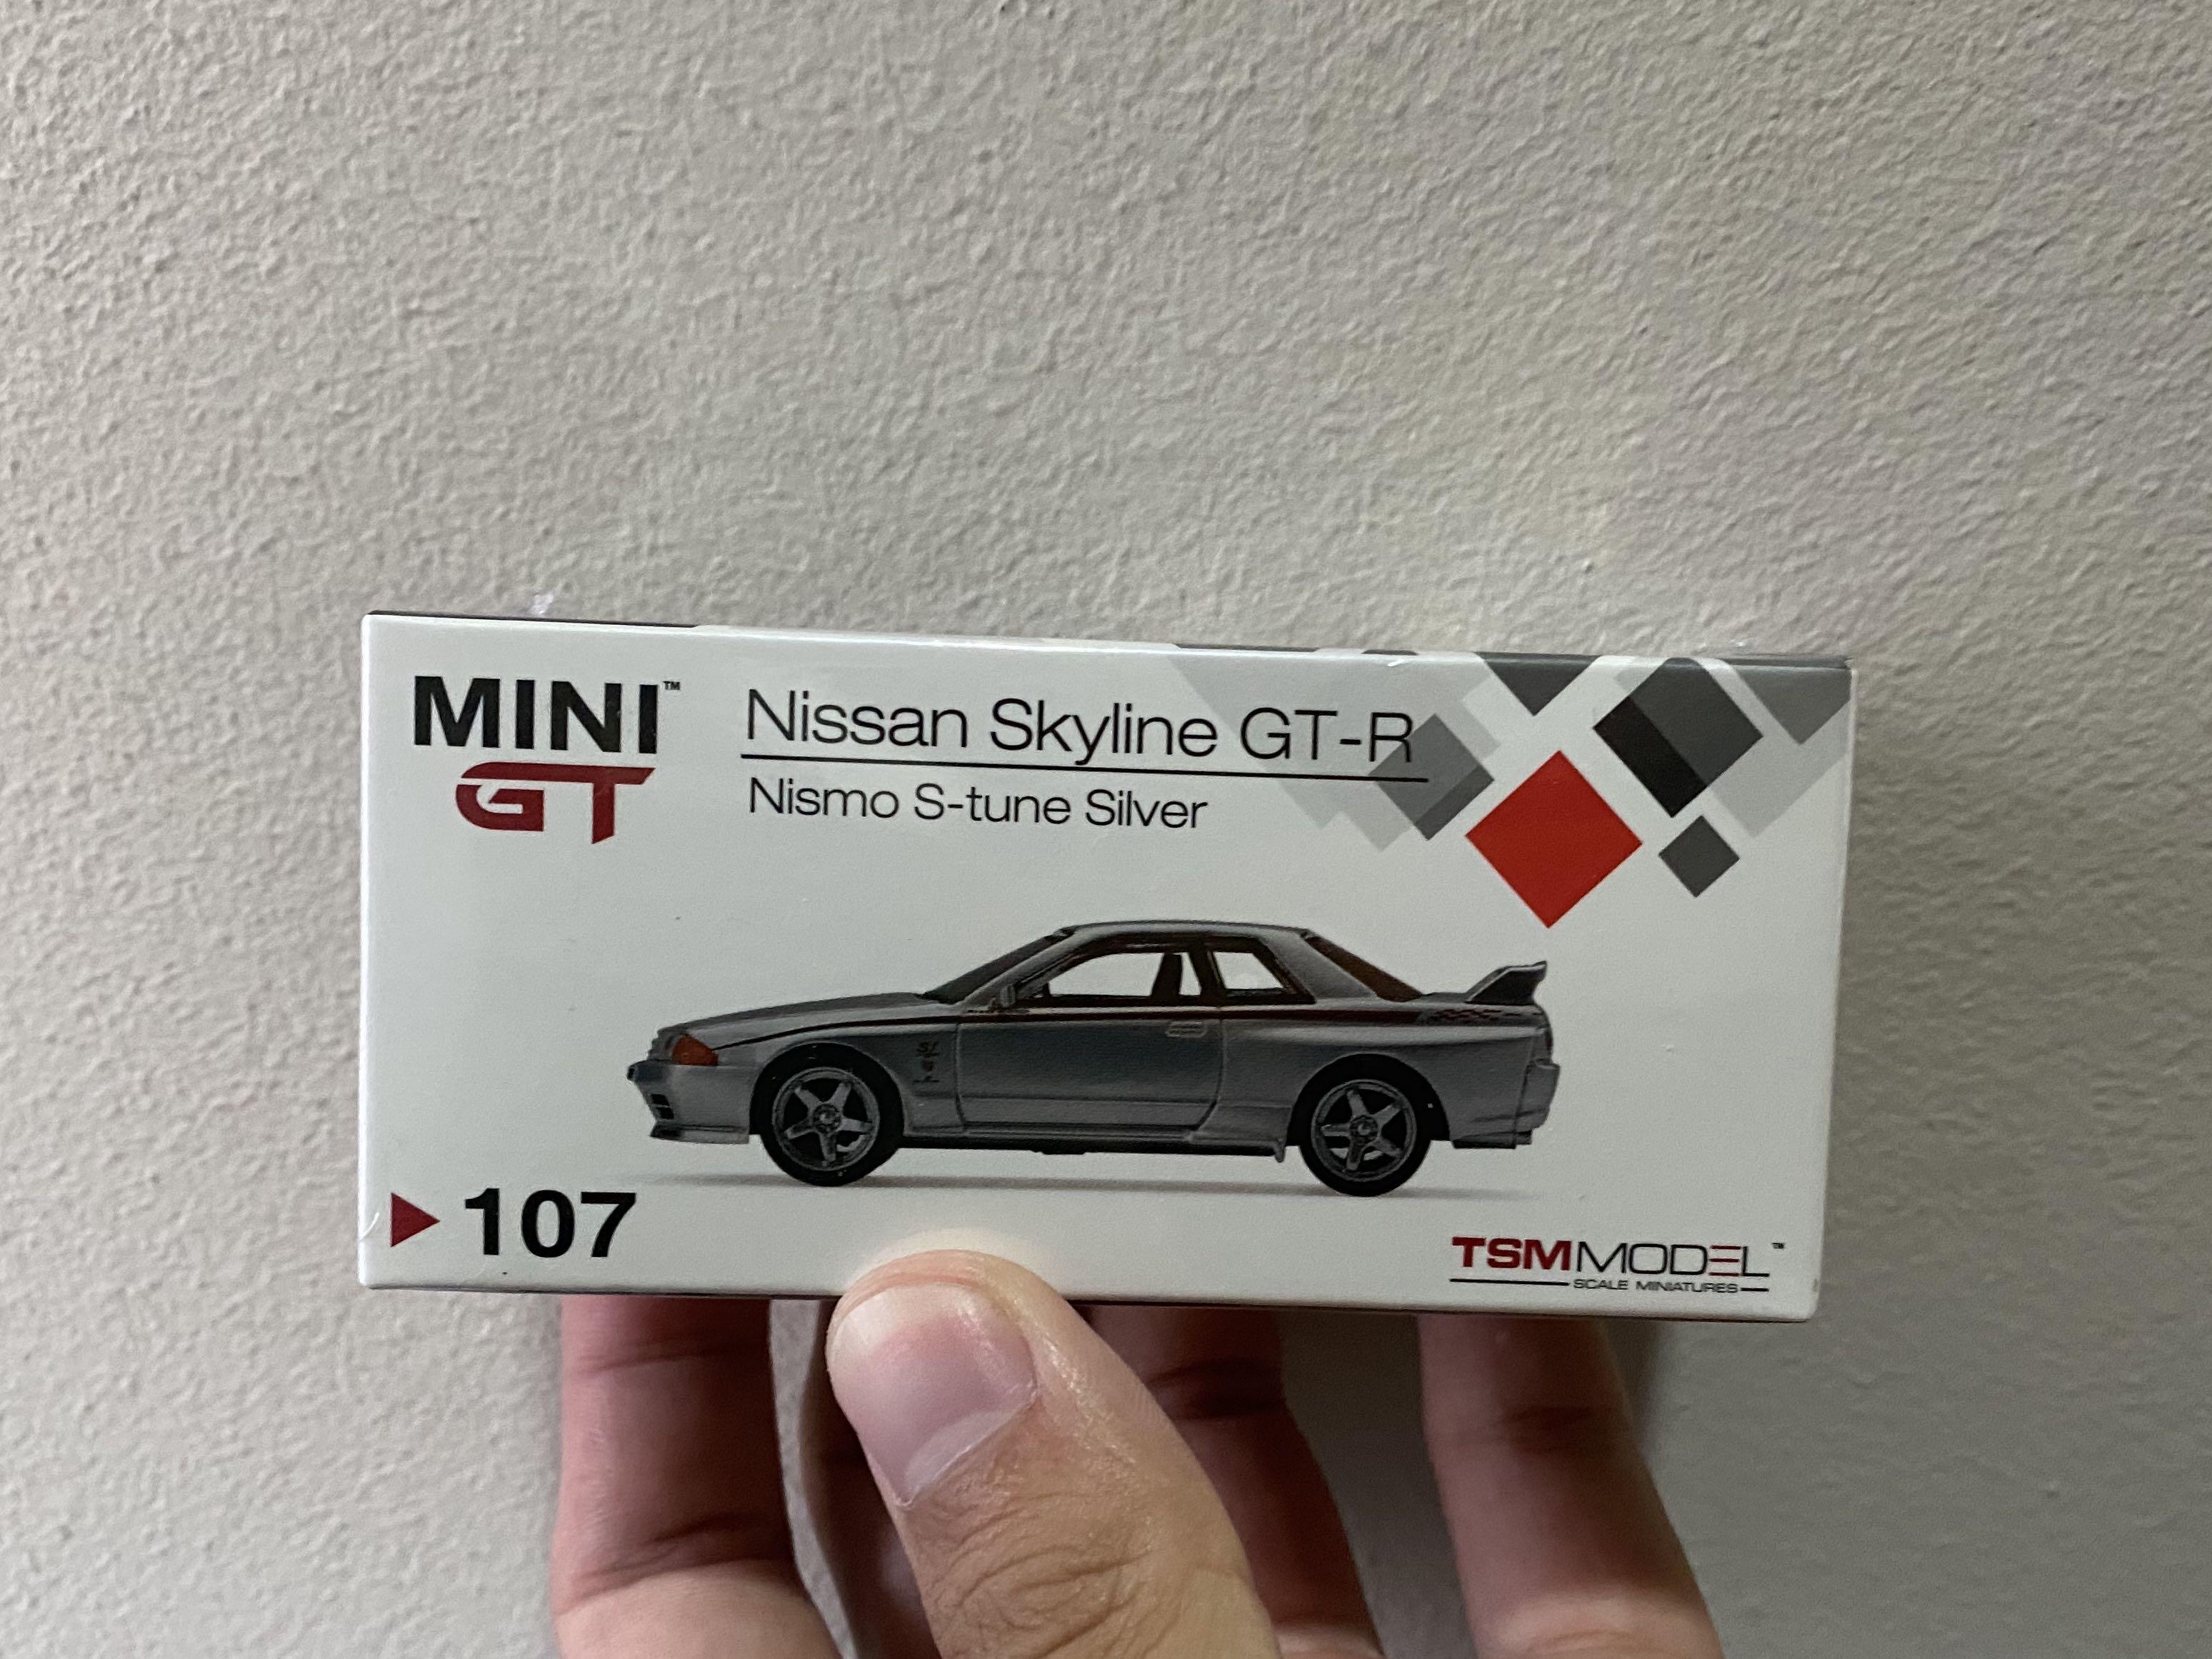 MINI™
GT
Nissan Skyline GT-R
Nismo S-tune Silver
107
TSMMODEL™
SCALE MINIATURES